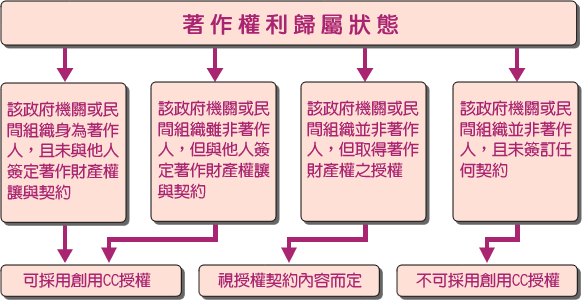 著作權利歸屬狀態
該政府機關或民
間組織身為著作
人，且未與他人
簽定著作財產權
讓與契約
該政府機關或民
間組織雖非著作
人，但與他人簽
定著作財產權讓
與契約
該政府機關或民
間組織並非著作
人，但取得著作
財產權之授權
該政府機關或民
間組織並非著作
人，且未簽訂任
何契約
可採用創用CC授權
視授權契約內容而定
不可採用創用CC授權